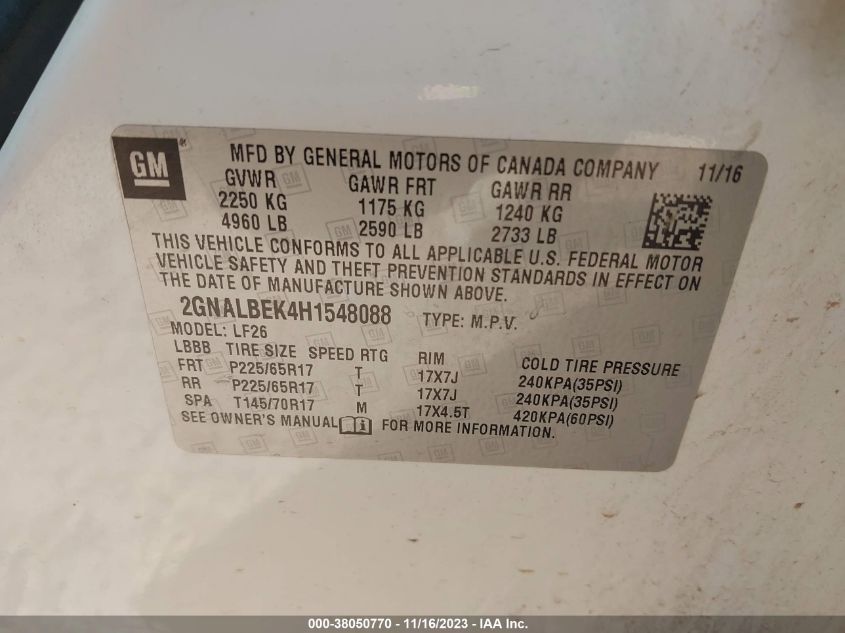 GM
MFD BY GENERAL MOTORS OF CANADA COMPANY 11/16
GVWR GAWR FRT GAWR RR
2250 KG 1175 KG 1240 KG
4960 LB 2590 LB 2733 LB
THIS VEHICLE CONFORMS TO ALL APPLICABLE U.S. FEDERAL MOTOR
VEHICLE SAFETY AND THEFT PREVENTION STANDARDS IN EFFECT ON
THE DATE OF MANUFACTURE SHOWN ABOVE.
2GNALBEK4H1548088 TYPE: M.P.V.
MODEL: LF26
LBBB TIRE SIZE SPEED RTG RIM COLD TIRE PRESSURE
FRT P225/65R17 T 17X7J 240KPA(35PSI)
RR P225/65R17 T 17X7J 240KPA(35PSI)
SPA T145/70R17 M 17X4.5T 420KPA(60PSI)
SEE OWNER'S MANUAL FOR MORE INFORMATION.
000-38050770 - 11/16/2023 - IAA Inc.